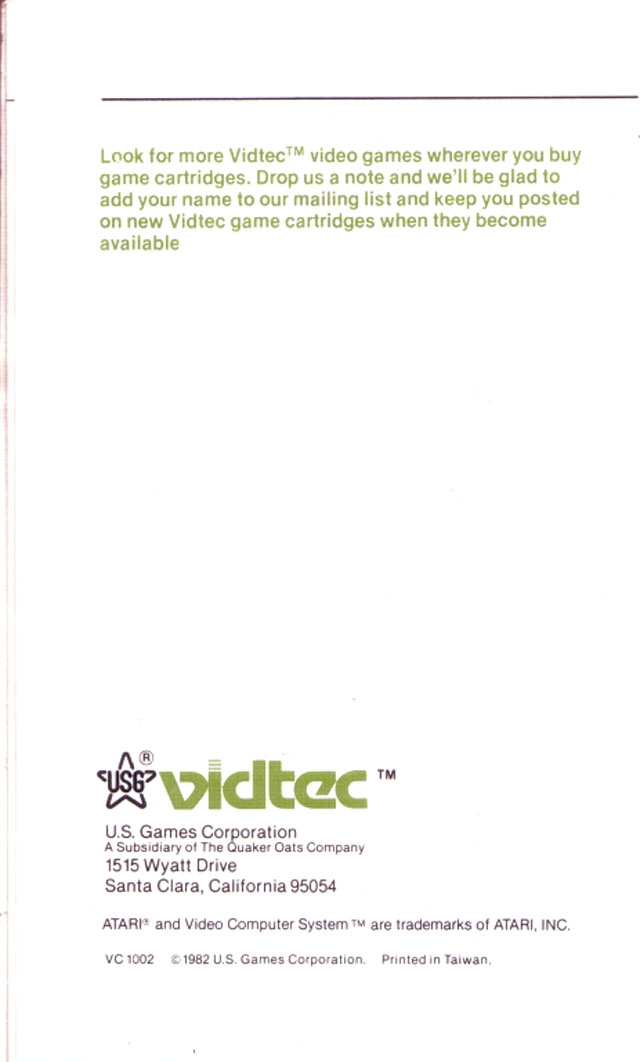 Look for more Vidtec™ video games wherever you buy
game cartridges. Drop us a note and we'll be glad to
add your name to our mailing list and keep you posted
on new Vidtec game cartridges when they become
available
USG® vidtec™
U.S. Games Corporation
A Subsidiary of The Quaker Oats Company
1515 Wyatt Drive
Santa Clara, California 95054
ATARI® and Video Computer System™ are trademarks of ATARI, INC.
VC 1002 ©1982 U.S. Games Corporation. Printed in Taiwan.